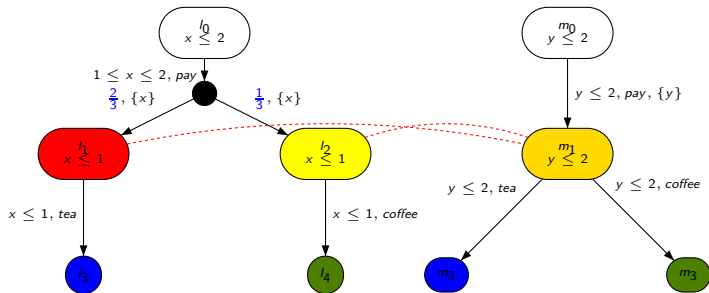 l0
x ≤ 2
m0
y ≤ 2
1 ≤ x ≤ 2, pay
2/3, {x}
1/3, {x}
y ≤ 2, pay, {y}
l1
x ≤ 1
l2
x ≤ 1
m1
y ≤ 2
x ≤ 1, tea
x ≤ 1, coffee
y ≤ 2, tea
y ≤ 2, coffee
l3
l4
m2
m3